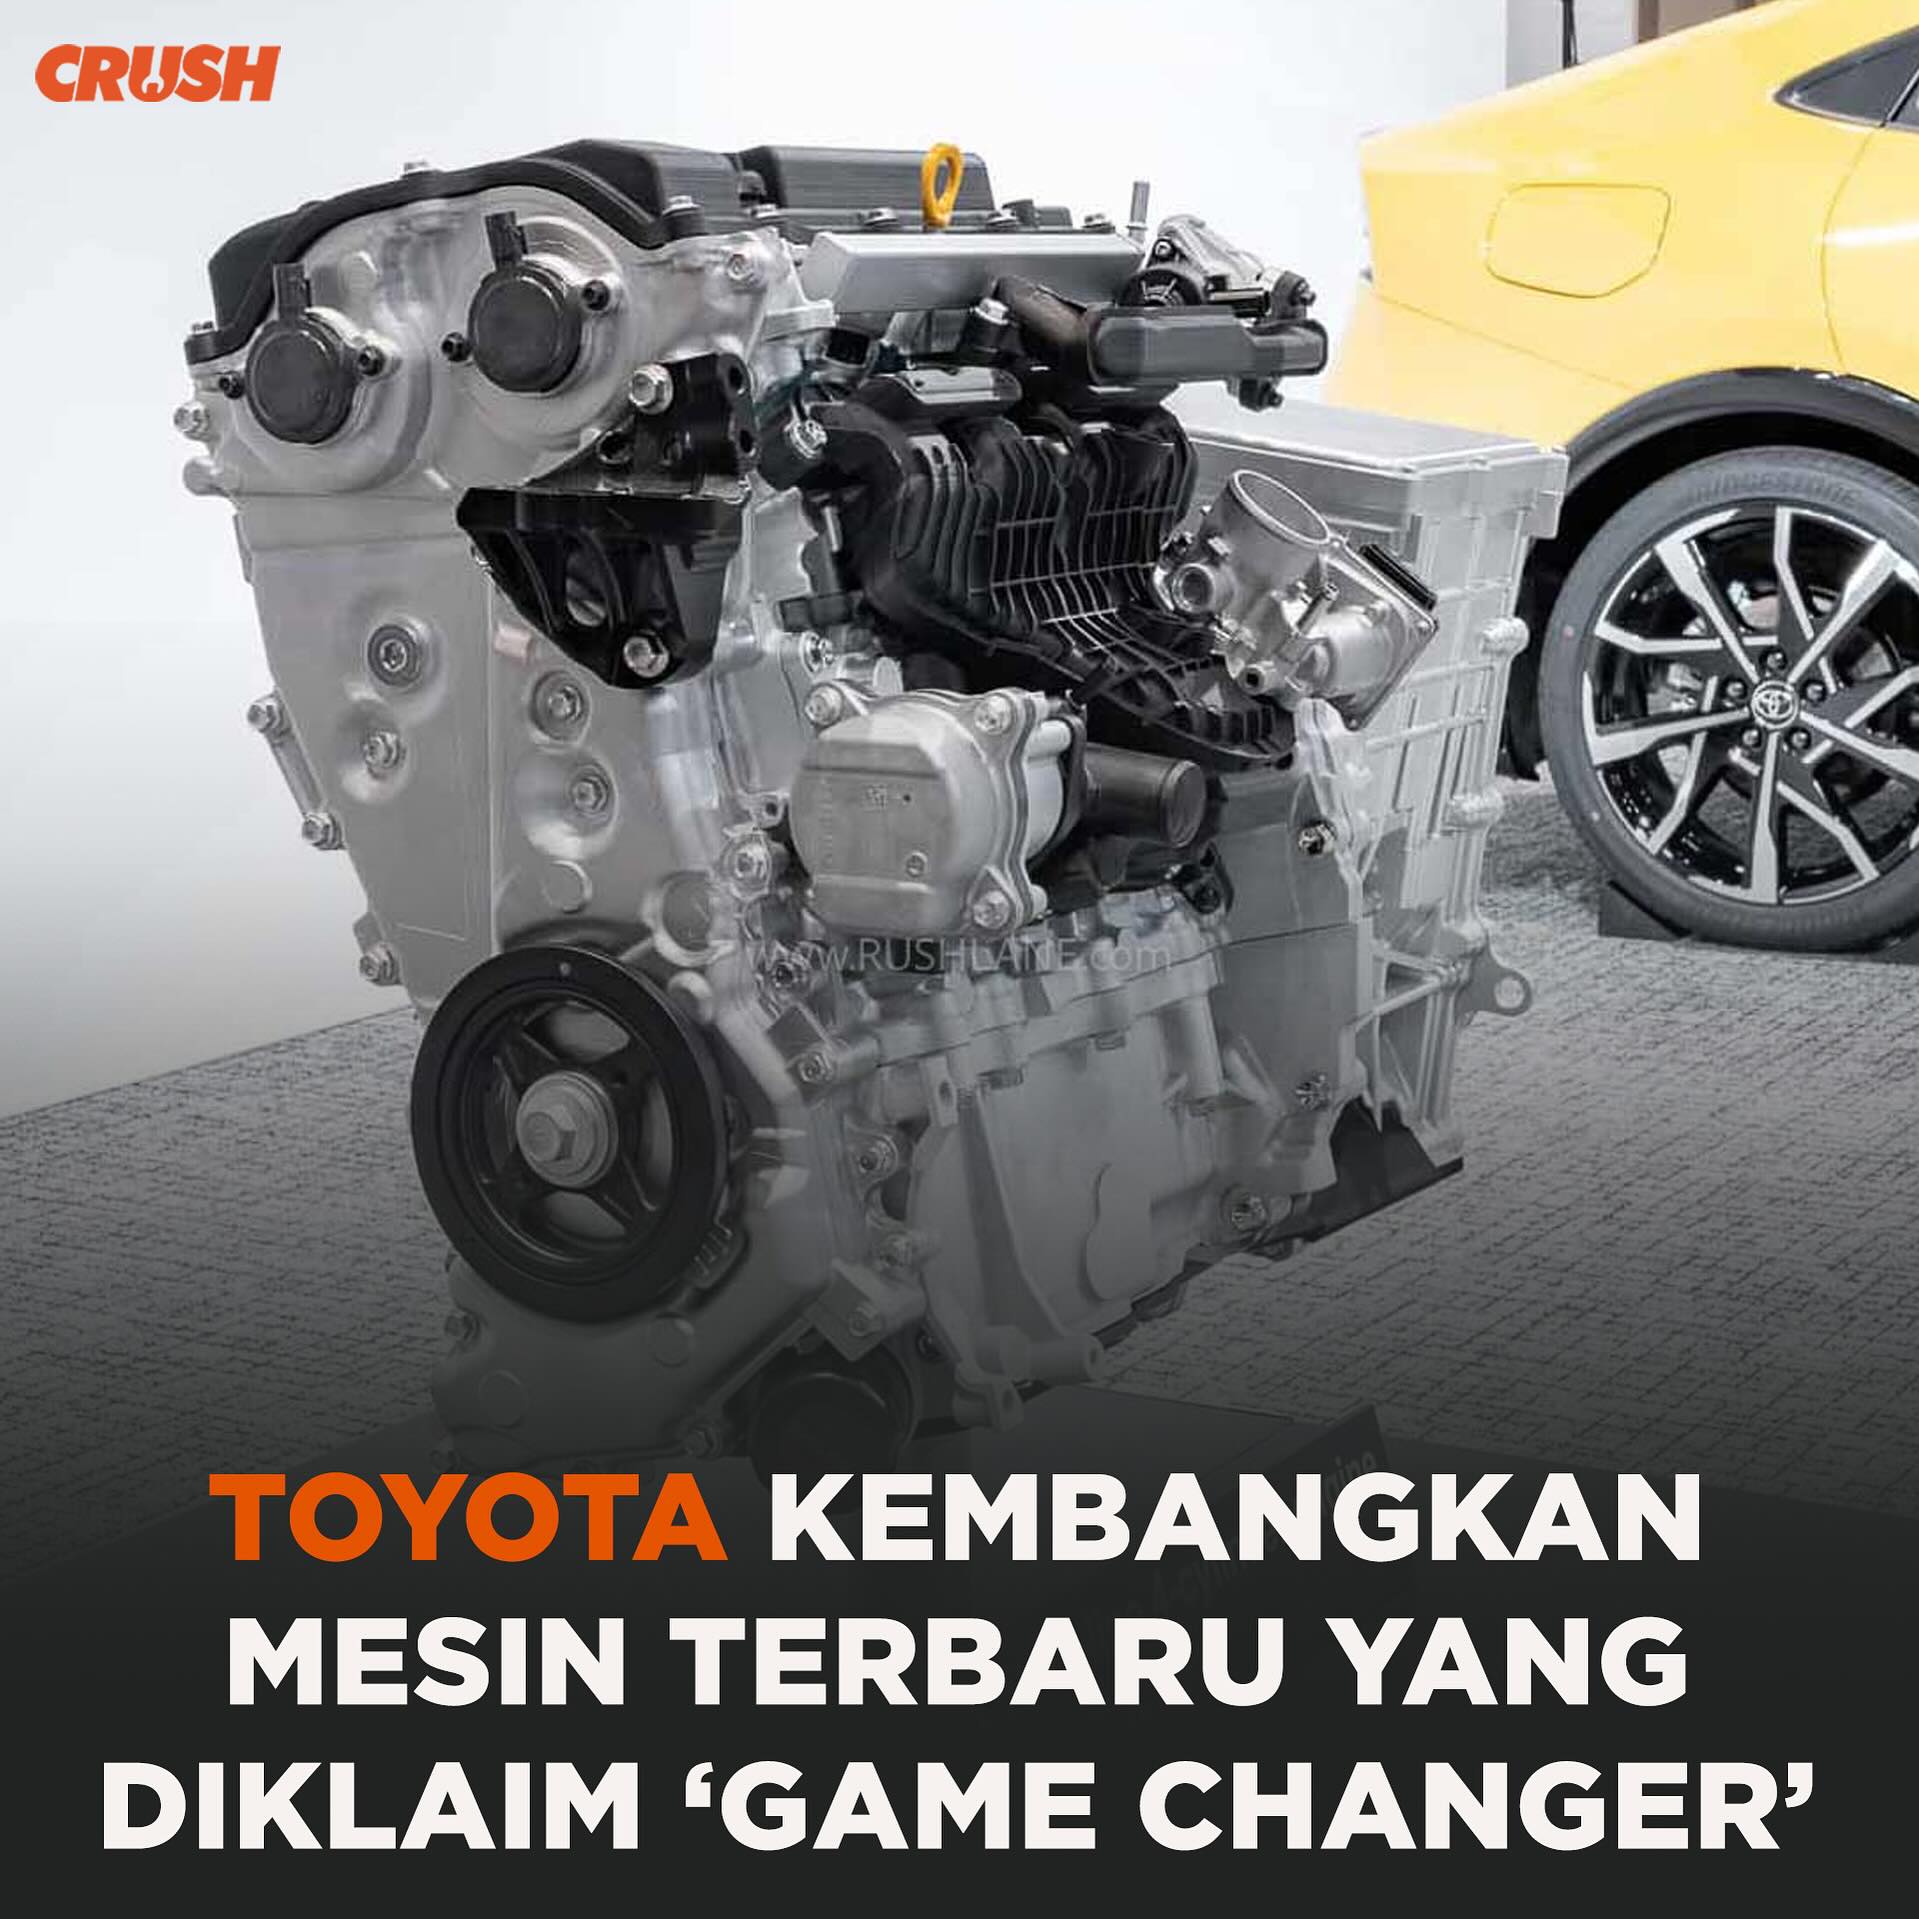 CRUSH
BRIDGESTONE
www.RUSHLANE.com
TOYOTA KEMBANGKAN
MESIN TERBARU YANG
DIKLAIM ‘GAME CHANGER’